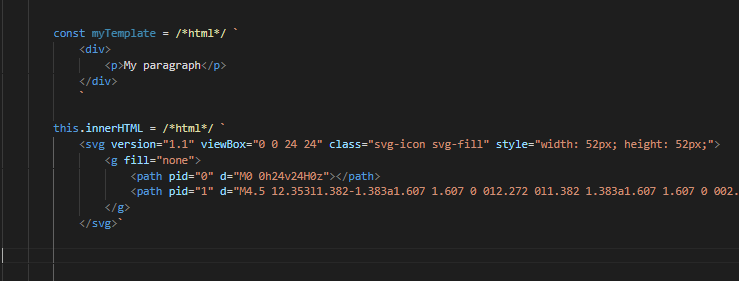 const myTemplate = /*html*/ `
<div>
<p>My paragraph</p>
</div>
`
this.innerHTML = /*html*/ `
<svg version="1.1" viewBox="0 0 24 24" class="svg-icon svg-fill" style="width: 52px; height: 52px;">
<g fill="none">
<path pid="0" d="M0 0h24v24H0z"></path>
<path pid="1" d="M4.5 12.353l1.382-1.383a1.607 1.607 0 012.272 0l1.382 1.383a1.607 1.607 0 002.
</g>
</svg>`